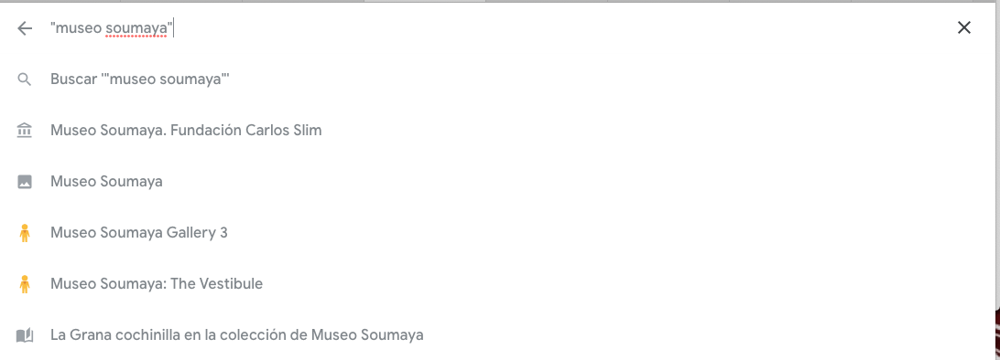 "museo soumaya"
Buscar '"museo soumaya"'
Museo Soumaya. Fundación Carlos Slim
Museo Soumaya
Museo Soumaya Gallery 3
Museo Soumaya: The Vestibule
La Grana cochinilla en la colección de Museo Soumaya